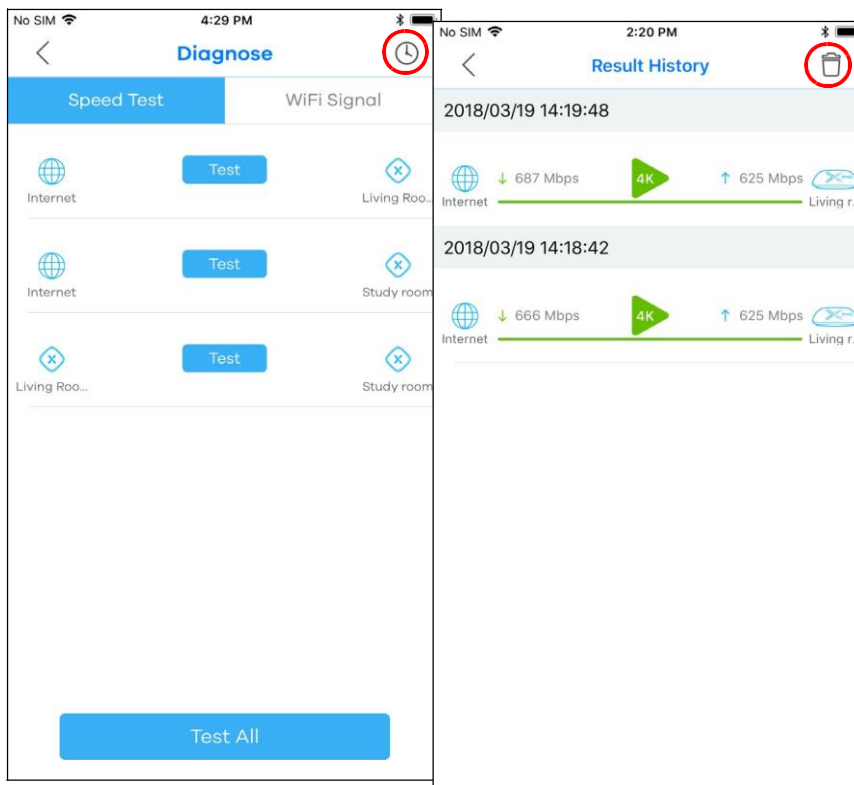 No SIM 4:29 PM
Diagnose
Speed Test WiFi Signal
Test
Internet Living Roo...
Test
Internet Study room
Test
Living Roo... Study room
Test All
No SIM 2:20 PM
Result History
2018/03/19 14:19:48
↓ 687 Mbps 4K ↑ 625 Mbps
Internet Living r.
2018/03/19 14:18:42
↓ 666 Mbps 4K ↑ 625 Mbps
Internet Living r.